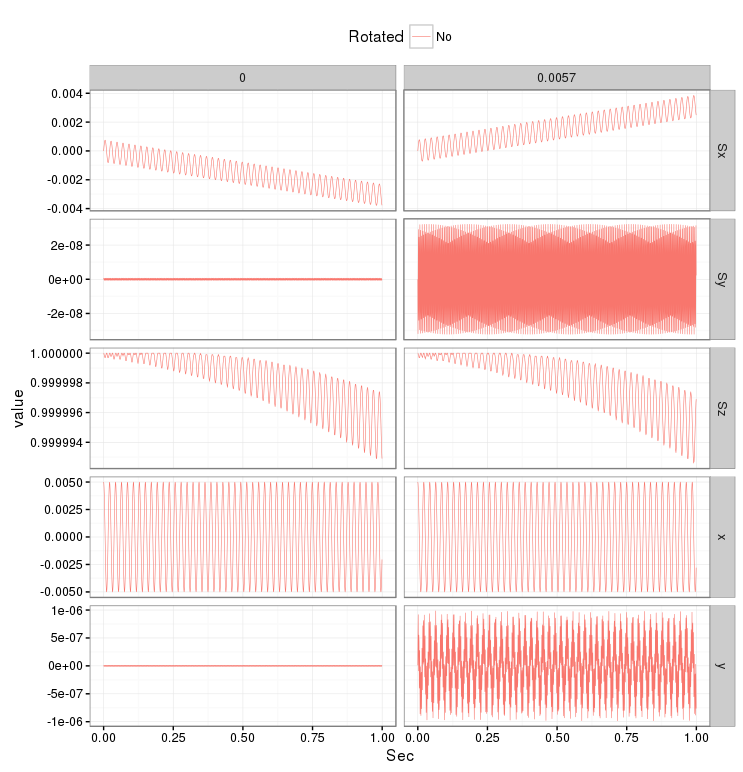 Rotated No
0 0.0057
0.004
0.002
0.000
-0.002
-0.004
Sx
2e-08
0e+00
-2e-08
Sy
1.000000
0.999998
0.999996
0.999994
Sz
value
0.0050
0.0025
0.0000
-0.0025
-0.0050
x
1e-06
5e-07
0e+00
-5e-07
-1e-06
y
0.00 0.25 0.50 0.75 1.00 0.00 0.25 0.50 0.75 1.00
Sec